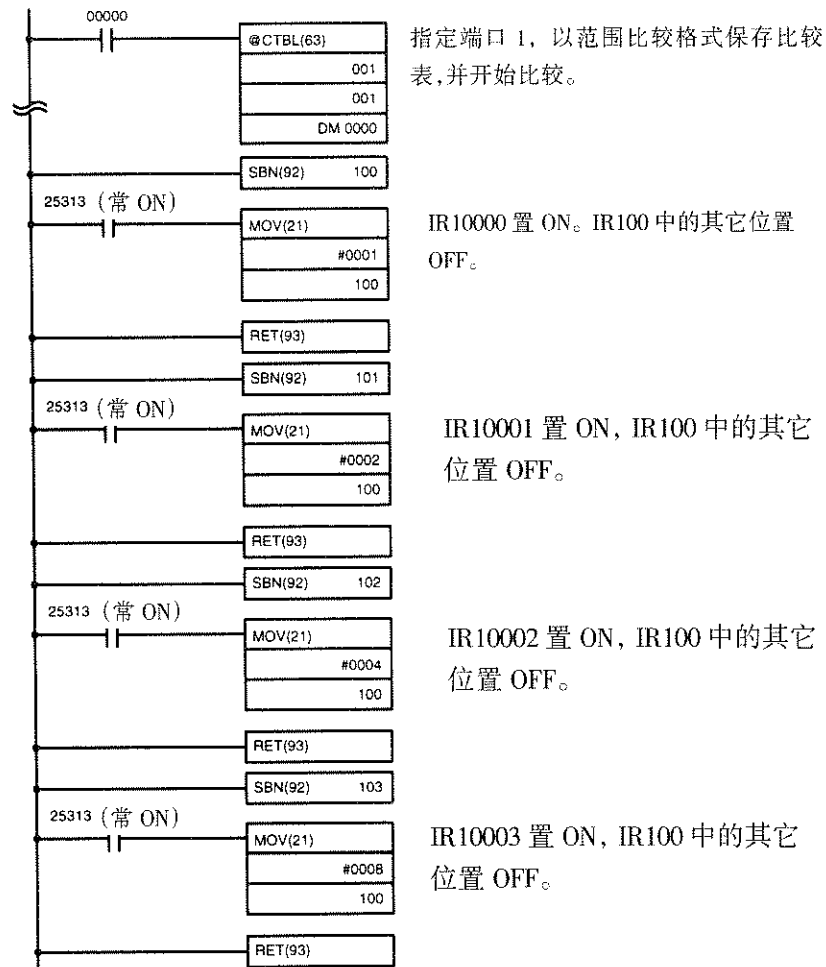 00000
@CTBL(63)
001
001
DM 0000
指定端口 1, 以范围比较格式保存比较
表,并开始比较。
SBN(92) 100
25313 (常 ON)
MOV(21)
#0001
100
IR10000 置 ON。IR100 中的其它位置
OFF。
RET(93)
SBN(92) 101
25313 (常 ON)
MOV(21)
#0002
100
IR10001 置 ON, IR100 中的其它
位置 OFF。
RET(93)
SBN(92) 102
25313 (常 ON)
MOV(21)
#0004
100
IR10002 置 ON, IR100 中的其它
位置 OFF。
RET(93)
SBN(92) 103
25313 (常 ON)
MOV(21)
#0008
100
IR10003 置 ON, IR100 中的其它
位置 OFF。
RET(93)